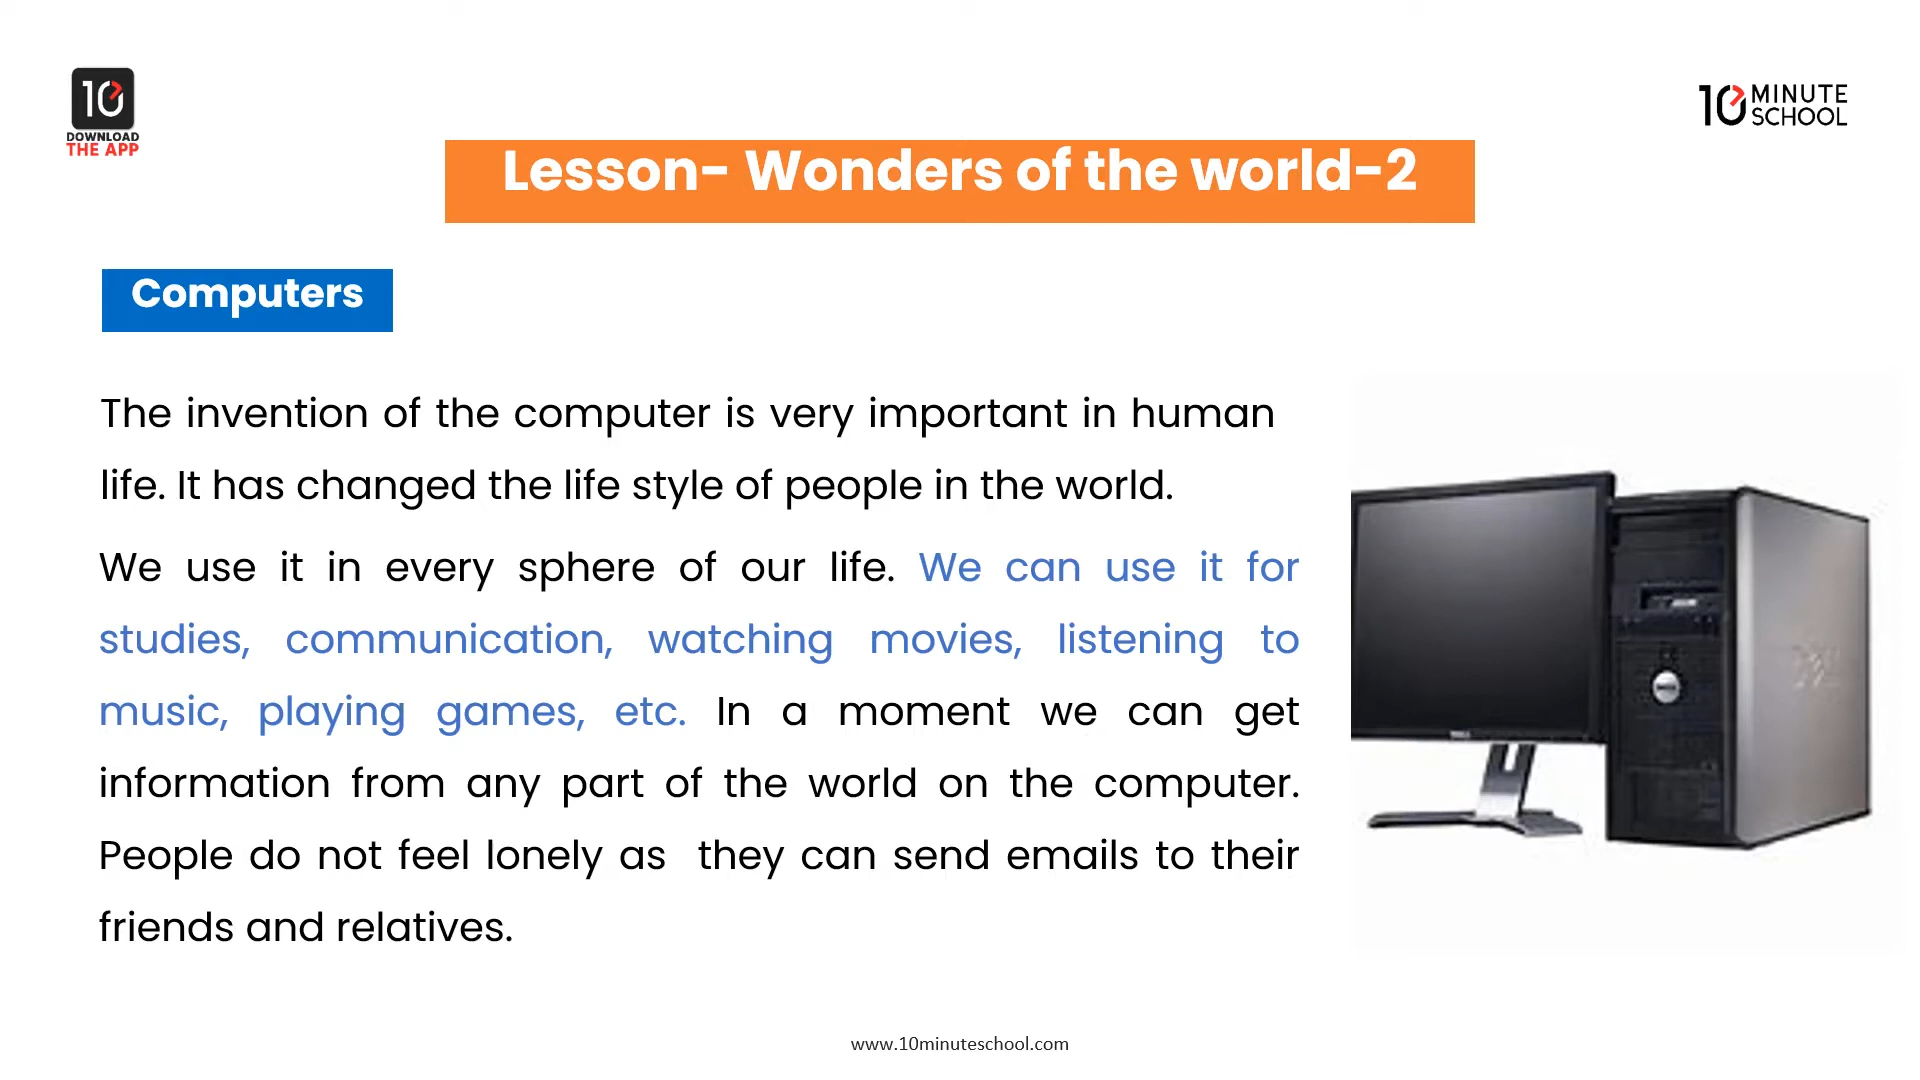 10
DOWNLOAD
THE APP
10 MINUTE
SCHOOL
Lesson- Wonders of the world-2
Computers
The invention of the computer is very important in human
life. It has changed the life style of people in the world.
We use it in every sphere of our life. We can use it for
studies, communication, watching movies, listening to
music, playing games, etc. In a moment we can get
information from any part of the world on the computer.
People do not feel lonely as they can send emails to their
friends and relatives.
www.10minuteschool.com